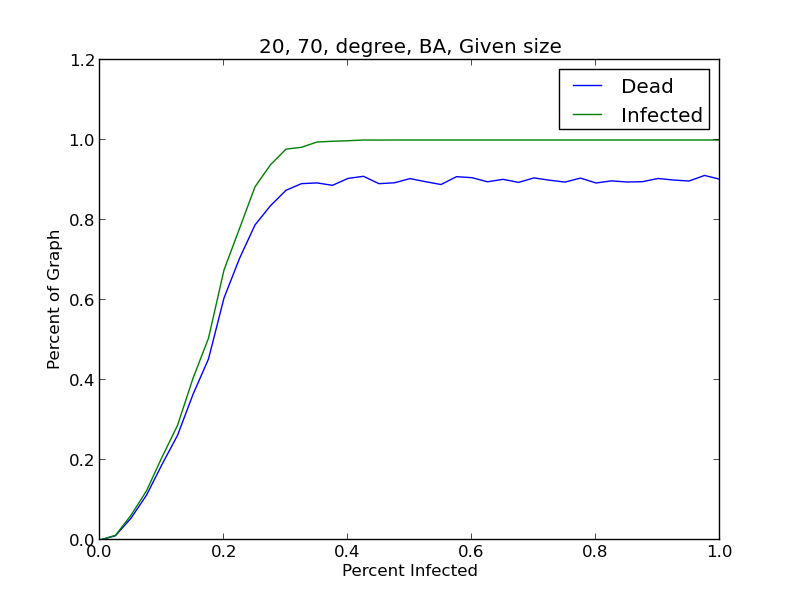 20, 70, degree, BA, Given size
Dead
Infected
1.2
1.0
0.8
0.6
0.4
0.2
0.0
Percent of Graph
0.0 0.2 0.4 0.6 0.8 1.0
Percent Infected